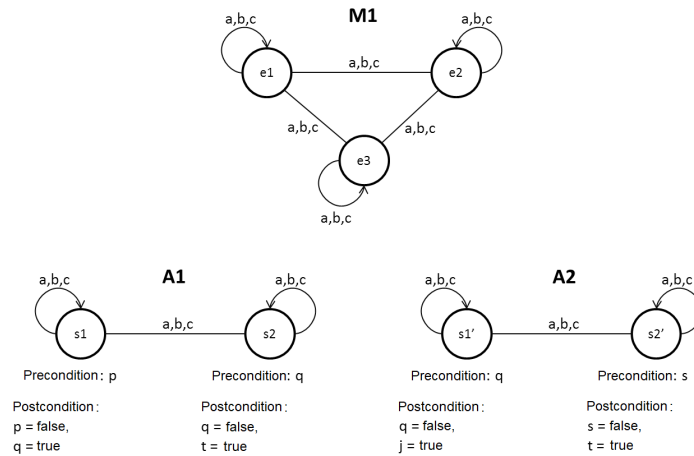 M1
a,b,c
a,b,c
e1
a,b,c
e2
a,b,c
a,b,c
e3
a,b,c
A1
A2
a,b,c
a,b,c
a,b,c
a,b,c
s1
a,b,c
s2
s1'
a,b,c
s2'
Precondition: p
Precondition: q
Precondition: q
Precondition: s
Postcondition:
Postcondition:
Postcondition:
Postcondition:
p = false,
q = false,
q = false,
s = false,
q = true
t = true
j = true
t = true